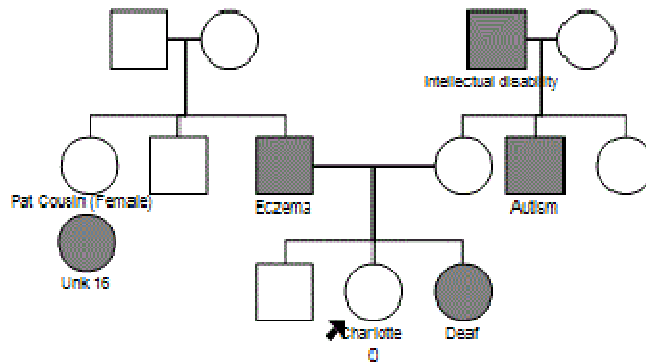 Intellectual disability
Pat Cousin (Female)
Eczema
Autism
Unk 16
Charlotte
Deaf
0